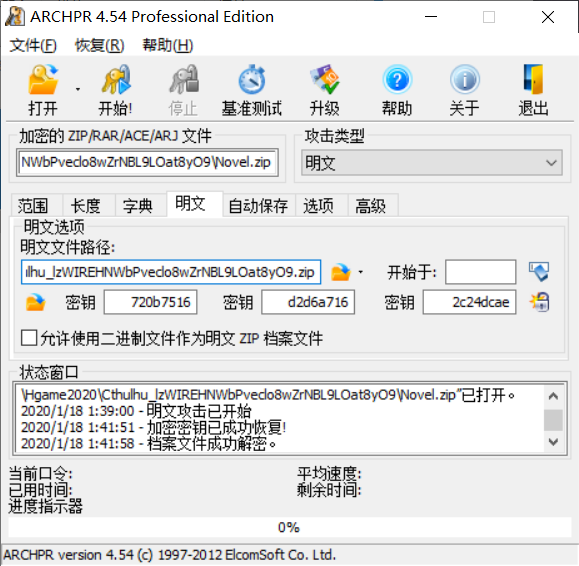 ARCHPR 4.54 Professional Edition
文件(F) 恢复(R) 帮助(H)
打开 开始! 停止 基准测试 升级 帮助 关于 退出
加密的 ZIP/RAR/ACE/ARJ 文件 攻击类型
NWbPveclo8wZrNBL9LOat8yO9\Novel.zip 明文
范围 长度 字典 明文 自动保存 选项 高级
明文选项
明文文件路径:
ulhu_lzWIREHNWbPveclo8wZrNBL9LOat8yO9.zip 开始于:
密钥 720b7516 密钥 d2d6a716 密钥 2c24dcae
允许使用二进制文件作为明文 ZIP 档案文件
状态窗口
\Hgame2020\Cthulhu_lzWIREHNWbPveclo8wZrNBL9LOat8yO9\Novel.zip"已打开。
2020/1/18 1:39:00 - 明文攻击已开始
2020/1/18 1:41:51 - 加密密钥已成功恢复!
2020/1/18 1:41:58 - 档案文件成功解密。
当前口令: 平均速度:
已用时间: 剩余时间:
进度指示器
0%
ARCHPR version 4.54 (c) 1997-2012 ElcomSoft Co. Ltd.